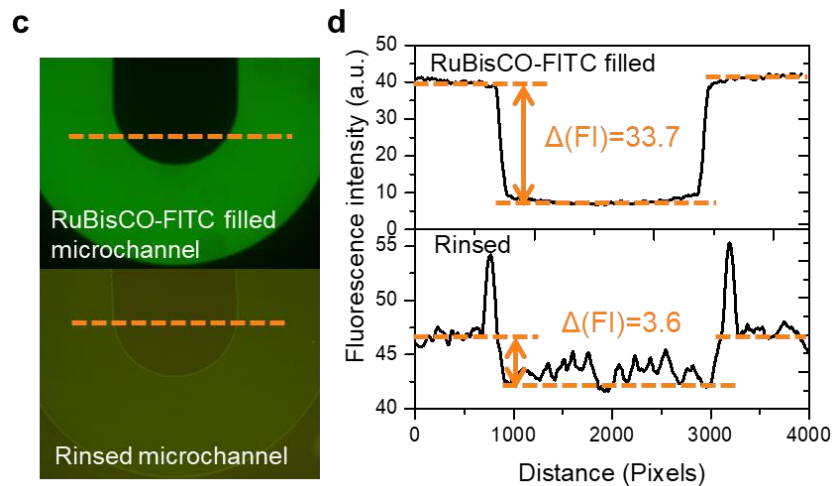 c
RuBisCO-FITC filled
microchannel
Rinsed microchannel
d
Fluorescence intensity (a.u.)
50
40
30
20
10
0
RuBisCO-FITC filled
Δ(FI)=33.7
55
50
45
40
Rinsed
Δ(FI)=3.6
0 1000 2000 3000 4000
Distance (Pixels)